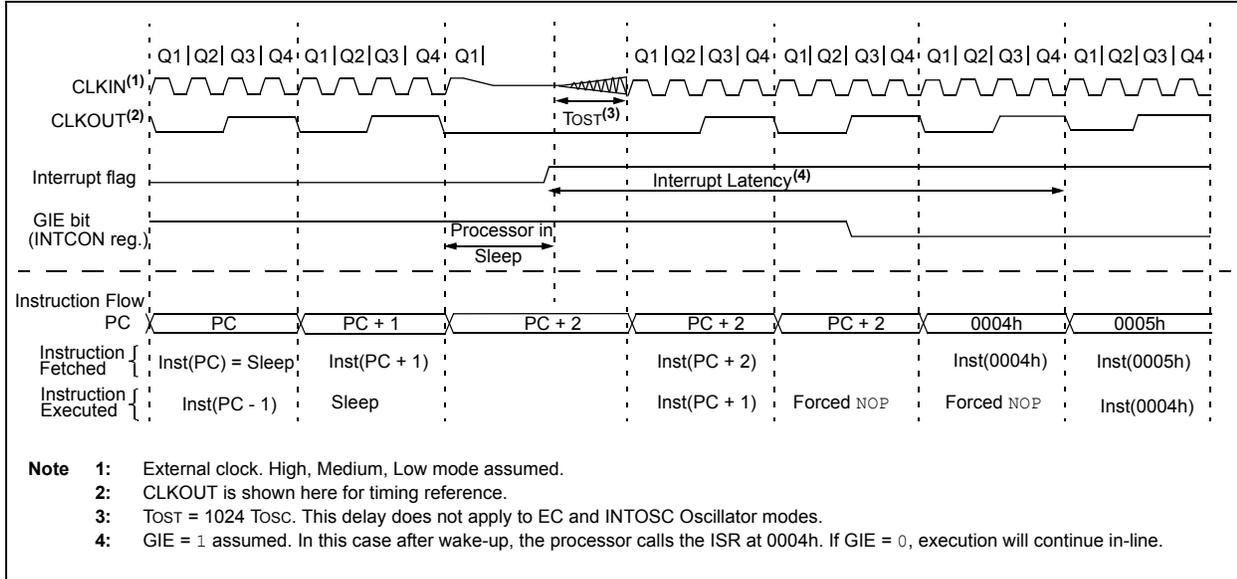 Q1 Q2 Q3 Q4 Q1 Q2 Q3 Q4 Q1 Q1 Q2 Q3 Q4 Q1 Q2 Q3 Q4 Q1 Q2 Q3 Q4 Q1 Q2 Q3 Q4
CLKIN(1)
TOST(3)
CLKOUT(2)
Interrupt flag
Interrupt Latency(4)
GIE bit
(INTCON reg.)
Processor in
Sleep
Instruction Flow
PC PC PC + 1 PC + 2 PC + 2 PC + 2 0004h 0005h
Instruction
Fetched
Inst(PC) = Sleep Inst(PC + 1) Inst(PC + 2) Inst(0004h) Inst(0005h)
Instruction
Executed
Inst(PC - 1) Sleep Inst(PC + 1) Forced NOP Forced NOP Inst(0004h)
Note 1: External clock. High, Medium, Low mode assumed.
2: CLKOUT is shown here for timing reference.
3: TOST = 1024 TOSC. This delay does not apply to EC and INTOSC Oscillator modes.
4: GIE = 1 assumed. In this case after wake-up, the processor calls the ISR at 0004h. If GIE = 0, execution will continue in-line.